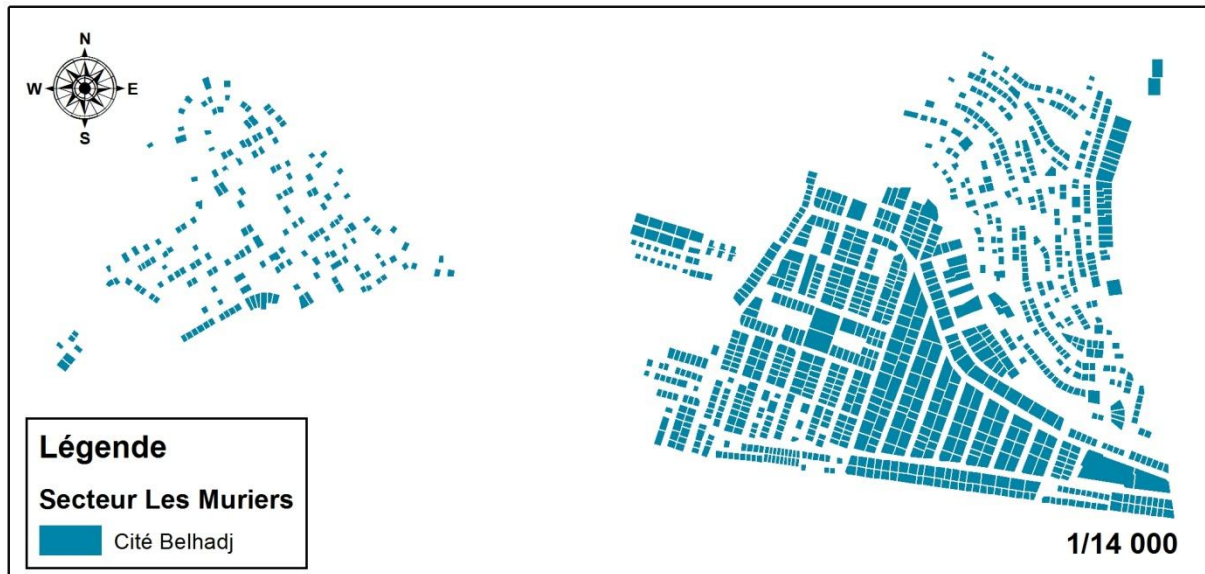 N
W E
S
Légende
Secteur Les Muriers
Cité Belhadj
1/14 000